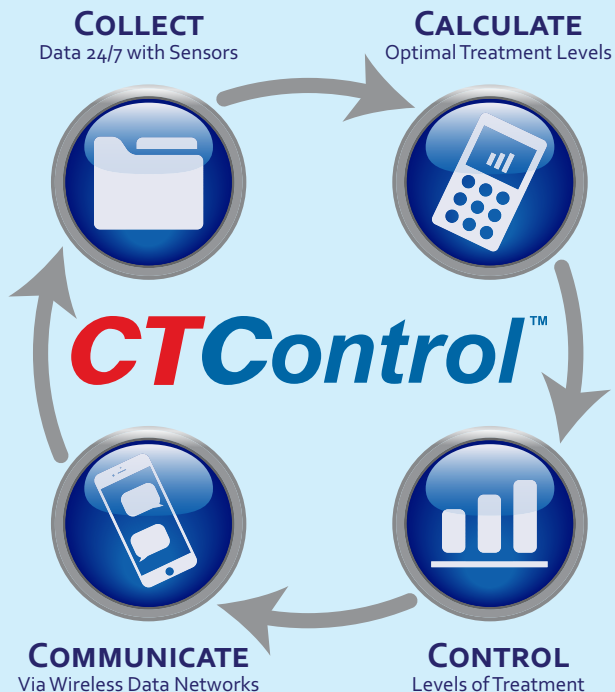 COLLECT
Data 24/7 with Sensors
CALCULATE
Optimal Treatment Levels
CTControl™
COMMUNICATE
Via Wireless Data Networks
CONTROL
Levels of Treatment